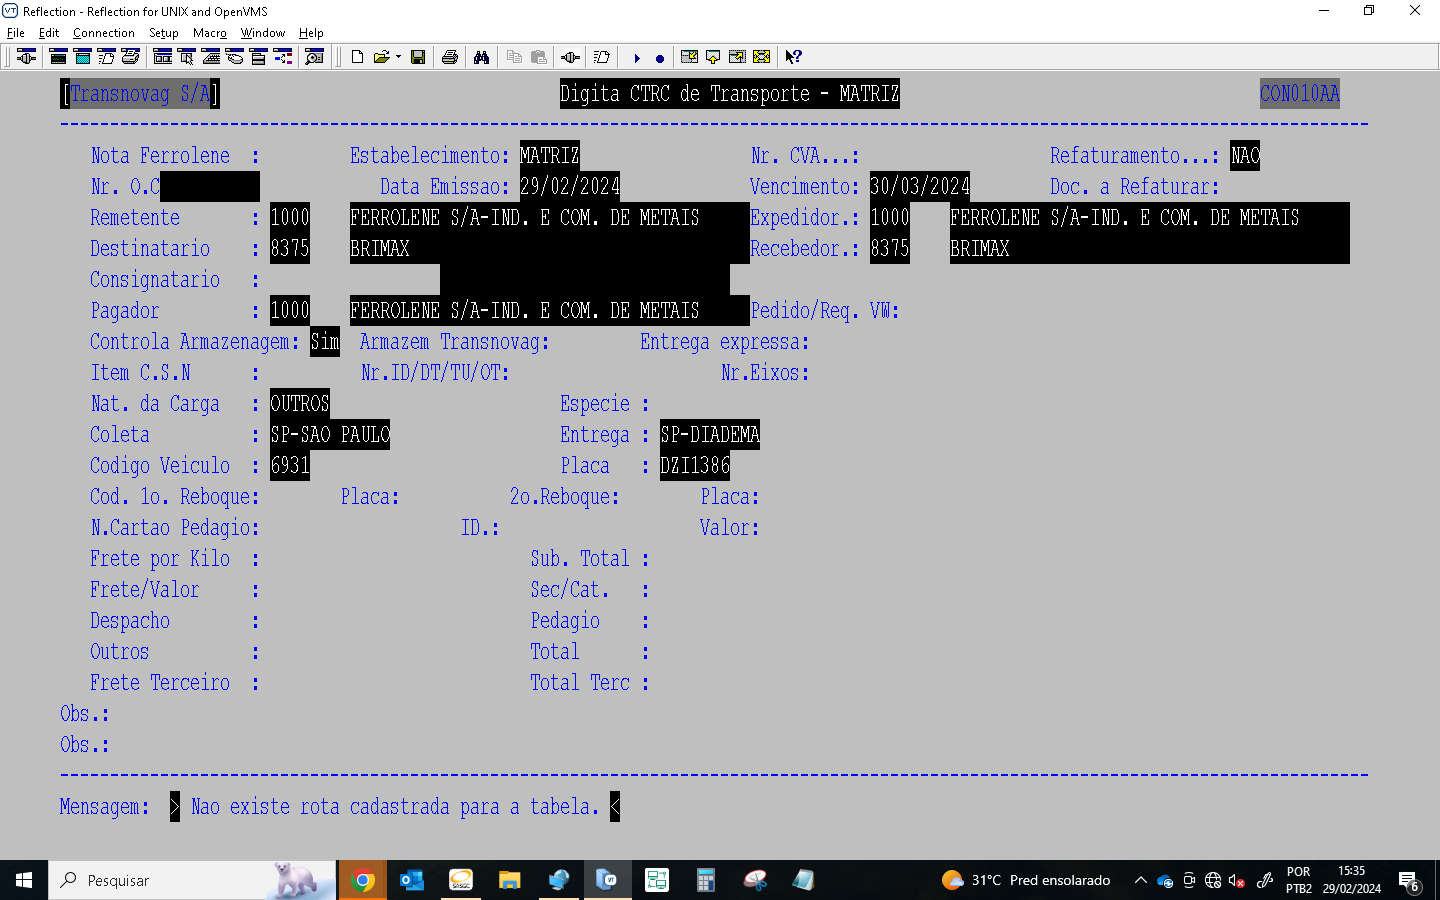 Reflection - Reflection for UNIX and OpenVMS
File Edit Connection Setup Macro Window Help
[Transnovag S/A] Digita CTRC de Transporte - MATRIZ CON010AA
Nota Ferrolene : Estabelecimento: MATRIZ Nr. CVA...: Refaturamento...: NAO
Nr. O.C Data Emissao: 29/02/2024 Vencimento: 30/03/2024 Doc. a Refaturar:
Remetente : 1000 FERROLENE S/A-IND. E COM. DE METAIS Expedidor.: 1000 FERROLENE S/A-IND. E COM. DE METAIS
Destinatario : 8375 BRIMAX Recebedor.: 8375 BRIMAX
Consignatario :
Pagador : 1000 FERROLENE S/A-IND. E COM. DE METAIS Pedido/Req. VW:
Controla Armazenagem: Sim Armazem Transnovag: Entrega expressa:
Item C.S.N : Nr.ID/DT/TU/OT: Nr.Eixos:
Nat. da Carga : OUTROS Especie :
Coleta : SP-SAO PAULO Entrega : SP-DIADEMA
Codigo Veiculo : 6931 Placa : DZI1386
Cod. 1o. Reboque: Placa: 2o.Reboque: Placa:
N.Cartao Pedagio: ID.: Valor:
Frete por Kilo : Sub. Total :
Frete/Valor : Sec/Cat. :
Despacho : Pedagio :
Outros : Total :
Frete Terceiro : Total Terc :
Obs.:
Obs.:
Mensagem: > Nao existe rota cadastrada para a tabela. <
Pesquisar 31°C Pred ensolarado POR PTB2 15:35 29/02/2024 6